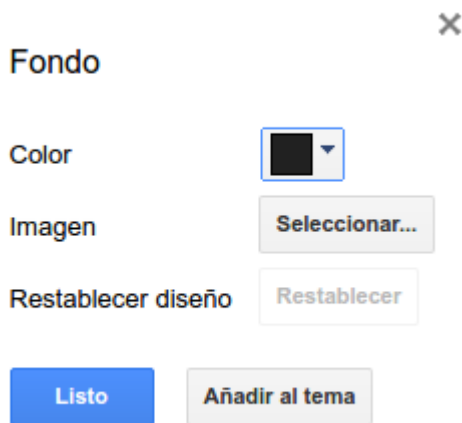 Fondo
Color
Imagen Seleccionar...
Restablecer diseño Restablecer
Listo Añadir al tema